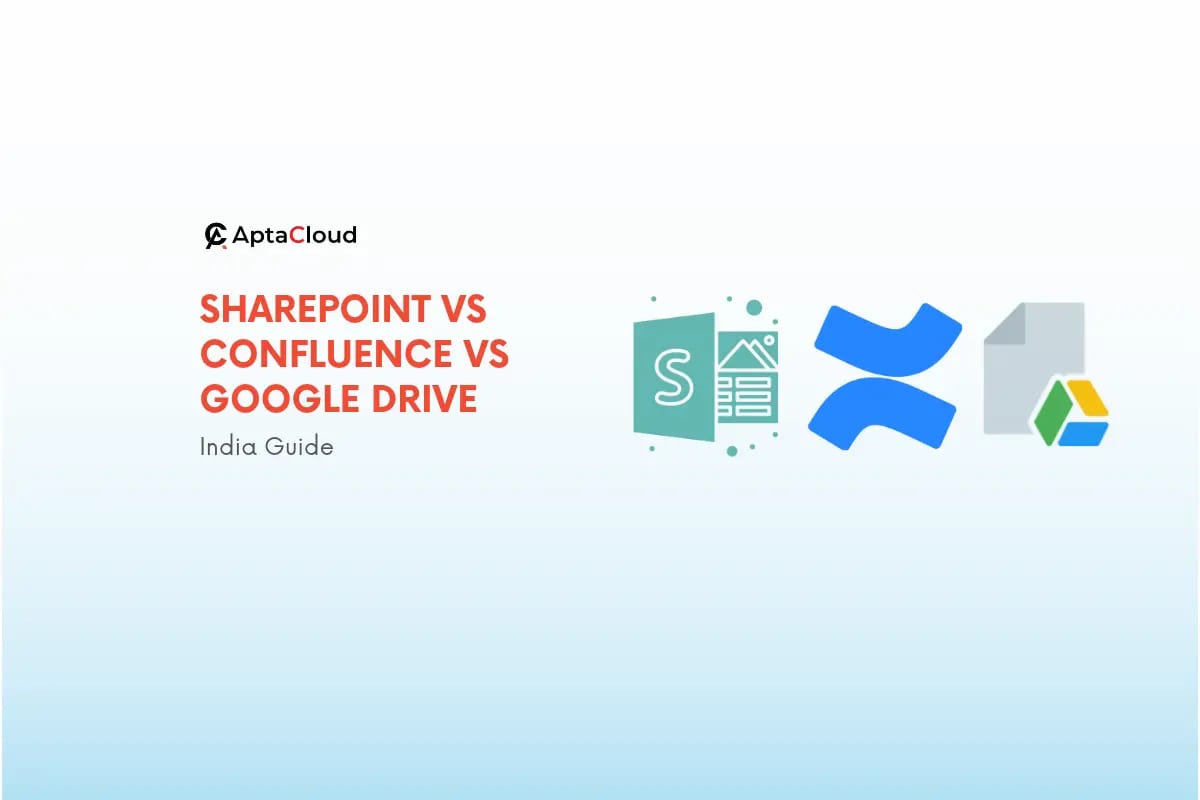 AptaCloud
SHAREPOINT VS
CONFLUENCE VS
GOOGLE DRIVE
India Guide
S